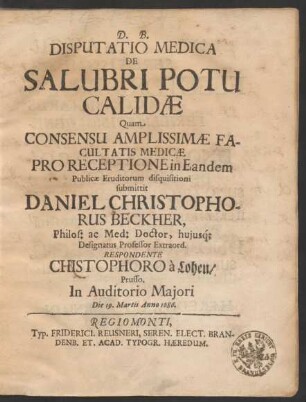 D. B.
DISPUTATIO MEDICA
DE
SALUBRI POTU
CALIDÆ
Quam
CONSENSU AMPLISSIMÆ FA-
CULTATIS MEDICÆ
PRO RECEPTIONE in Eandem
Publicæ Eruditorum disquisitioni
submittit
DANIEL CHRISTOPHO-
RUS BECKHER,
Philos: ac Med: Doctor, hujusq;
Designatus Professor Extraord.
RESPONDENTE
CHISTOPHORO à Lohen/
Prusso.
In Auditorio Majori
Die 19. Martii Anno 1686.
REGIOMONTI,
Typ. FRIDERICI REUSNERI, SEREN. ELECT. BRAN-
DENB. ET ACAD. TYPOGR. HÆREDUM.